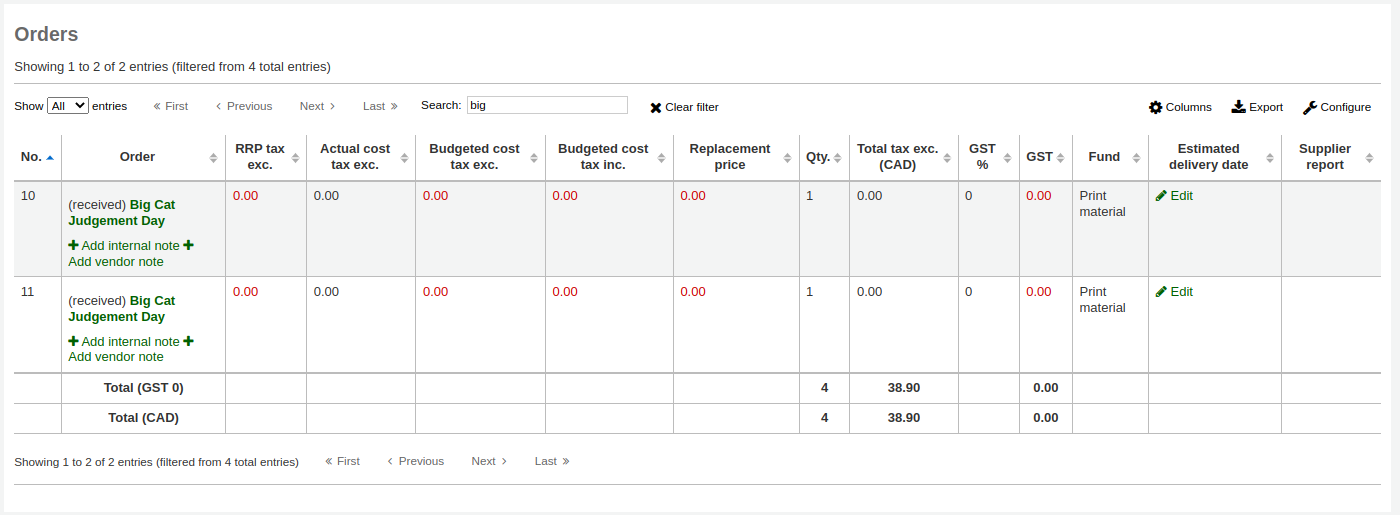 Orders
Showing 1 to 2 of 2 entries (filtered from 4 total entries)
Show All entries « First ‹ Previous Next › Last » Search: big Clear filter Columns Export Configure
No. Order RRP tax exc. Actual cost tax exc. Budgeted cost tax exc. Budgeted cost tax inc. Replacement price Qty. Total tax exc. (CAD) GST % GST Fund Estimated delivery date Supplier report
10 (received) Big Cat Judgement Day 0.00 0.00 0.00 0.00 0.00 1 0.00 0 0.00 Print material Edit
Add internal note
Add vendor note
11 (received) Big Cat Judgement Day 0.00 0.00 0.00 0.00 0.00 1 0.00 0 0.00 Print material Edit
Add internal note
Add vendor note
Total (GST 0) 4 38.90 0.00
Total (CAD) 4 38.90 0.00
Showing 1 to 2 of 2 entries (filtered from 4 total entries) « First ‹ Previous Next › Last »